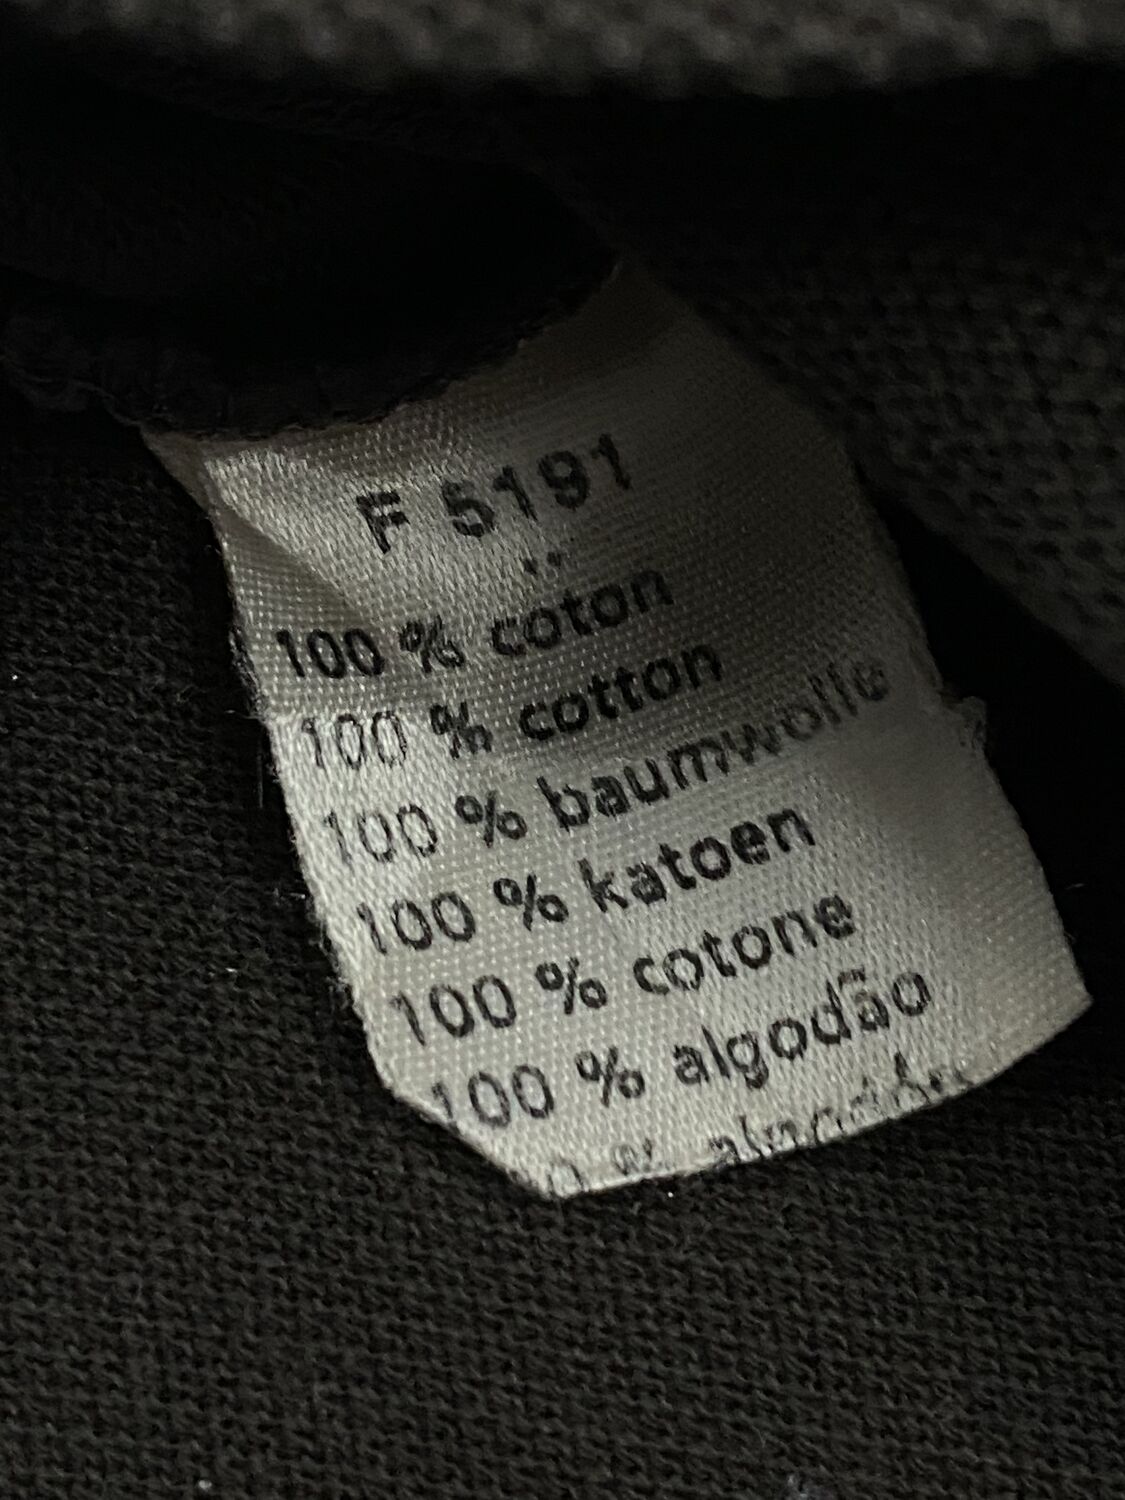 F 5191
100 % coton
100 % cotton
100 % baumwolle
100 % katoen
100 % cotone
100 % algodão